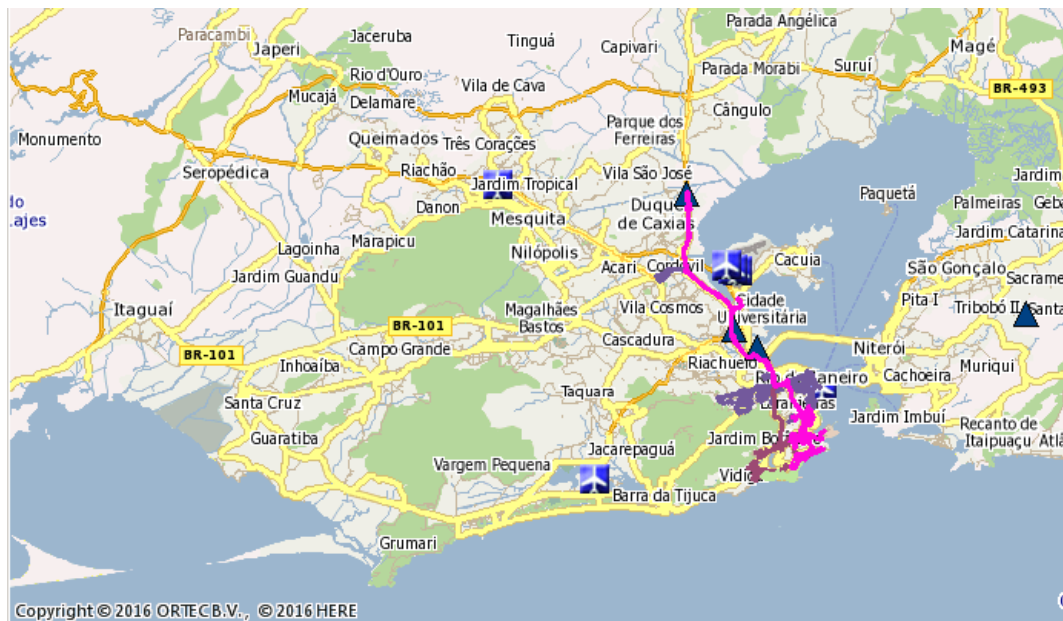 Parada Angélica
Paracambi
Japeri
Jaceruba
Tinguá
Capivari
Magé
Suruí
Rio d'Ouro
Parada Morabi
BR-493
Mucajá
Delamare
Vila de Cava
Cângulo
Monumento
Queimados
Três Corações
Parque dos
Ferreiras
Seropédica
Riachão
Jardim Tropical
Vila São José
Jardim
do
Lajes
Danon
Mesquita
Duque
de Caxias
Paquetá
Palmeiras
Geba
Marapicu
Jardim Catarina
Lagoinha
Nilópolis
Acari
Cordovil
Cacuia
São Gonçalo
Sacrame
Jardim Guandu
Itaguaí
Magalhães
Bastos
Vila Cosmos
Cidade
Universitária
Pita I
Tribobó II
BR-101
BR-101
Campo Grande
Cascadura
Niterói
Inhoaíba
Riachuelo
Muriqui
Taquara
Rio de Janeiro
Cachoeira
Santa Cruz
Laranjeiras
Jardim Imbuí
Recanto de
Itaipuaçu
Guaratiba
Jacarepaguá
Vargem Pequena
Barra da Tijuca
Grumari
Copyright © 2016 ORTEC B.V., © 2016 HERE